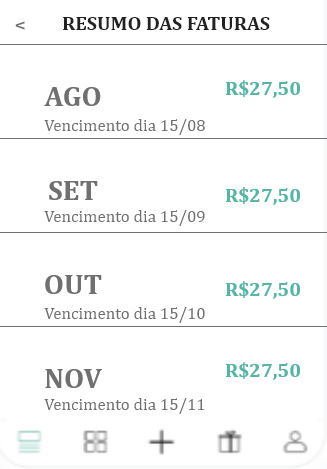 < RESUMO DAS FATURAS
AGO R$27,50
Vencimento dia 15/08
SET R$27,50
Vencimento dia 15/09
OUT R$27,50
Vencimento dia 15/10
NOV R$27,50
Vencimento dia 15/11